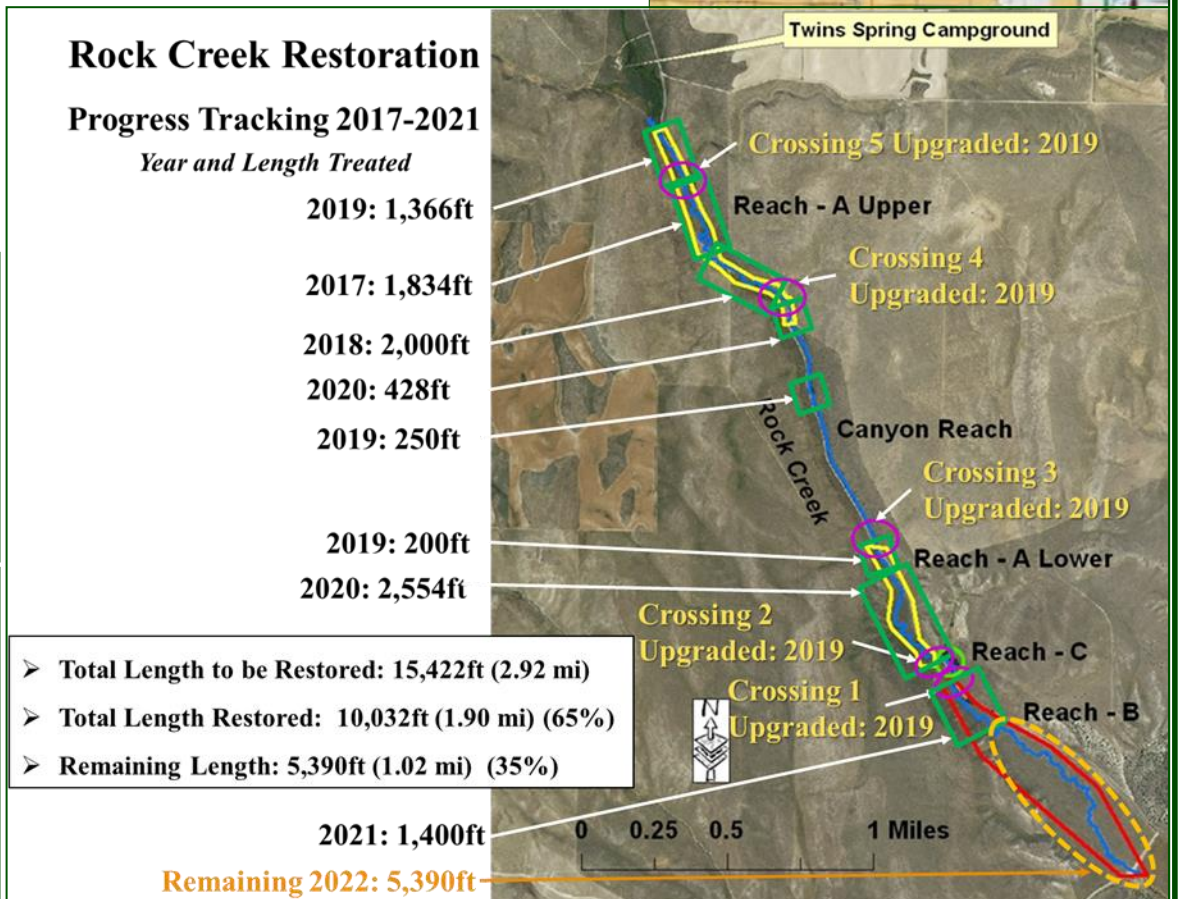 Rock Creek Restoration
Progress Tracking 2017-2021
Year and Length Treated
2019: 1,366ft
2017: 1,834ft
2018: 2,000ft
2020: 428ft
2019: 250ft
2019: 200ft
2020: 2,554ft
➢ Total Length to be Restored: 15,422ft (2.92 mi)
➢ Total Length Restored: 10,032ft (1.90 mi) (65%)
➢ Remaining Length: 5,390ft (1.02 mi) (35%)
2021: 1,400ft
Remaining 2022: 5,390ft
Twins Spring Campground
Crossing 5 Upgraded: 2019
Reach - A Upper
Crossing 4
Upgraded: 2019
Canyon Reach
Rock Creek
Crossing 3
Upgraded: 2019
Reach - A Lower
Crossing 2
Upgraded: 2019
Reach - C
Crossing 1
Upgraded: 2019
Reach - B
N
0 0.25 0.5 1 Miles